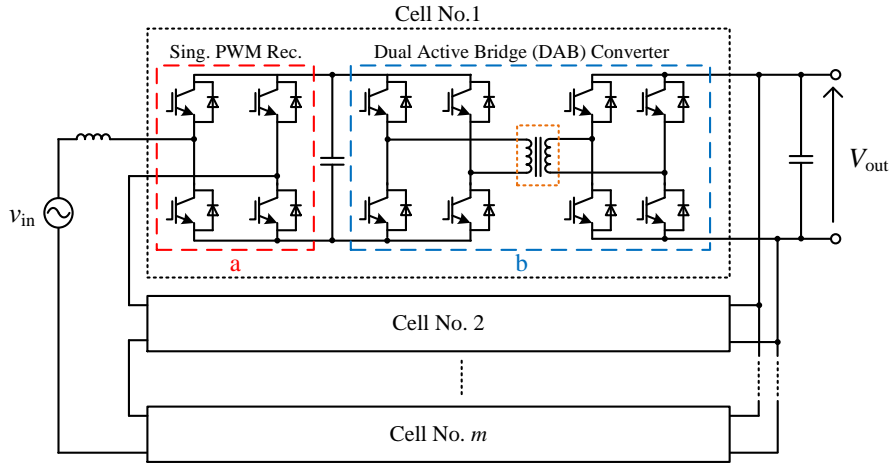 Cell No.1
Sing. PWM Rec.
Dual Active Bridge (DAB) Converter
a
b
v_in
V_out
Cell No. 2
Cell No. m